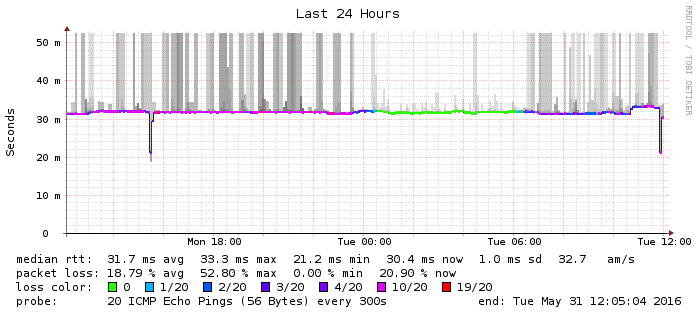 Last 24 Hours
RRDTOOL / TOBI OETIKER
Seconds
50 m
40 m
30 m
20 m
10 m
0
Mon 18:00 Tue 00:00 Tue 06:00 Tue 12:00
median rtt: 31.7 ms avg 33.3 ms max 21.2 ms min 30.4 ms now 1.0 ms sd 32.7 am/s
packet loss: 18.79 % avg 52.80 % max 0.00 % min 20.90 % now
loss color: 0 1/20 2/20 3/20 4/20 10/20 19/20
probe: 20 ICMP Echo Pings (56 Bytes) every 300s end: Tue May 31 12:05:04 2016